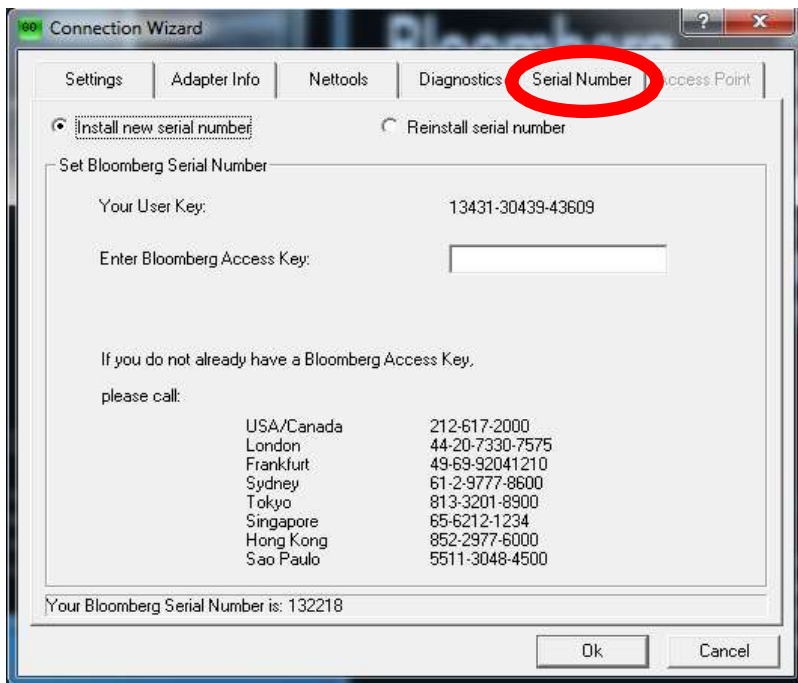 Connection Wizard
Settings Adapter Info Nettools Diagnostics Serial Number Access Point
Install new serial number Reinstall serial number
Set Bloomberg Serial Number
Your User Key: 13431-30439-43609
Enter Bloomberg Access Key:
If you do not already have a Bloomberg Access Key,
please call:
USA/Canada 212-617-2000
London 44-20-7330-7575
Frankfurt 49-69-92041210
Sydney 61-2-9777-8600
Tokyo 813-3201-8900
Singapore 65-6212-1234
Hong Kong 852-2977-6000
Sao Paulo 5511-3048-4500
Your Bloomberg Serial Number is: 132218
Ok Cancel